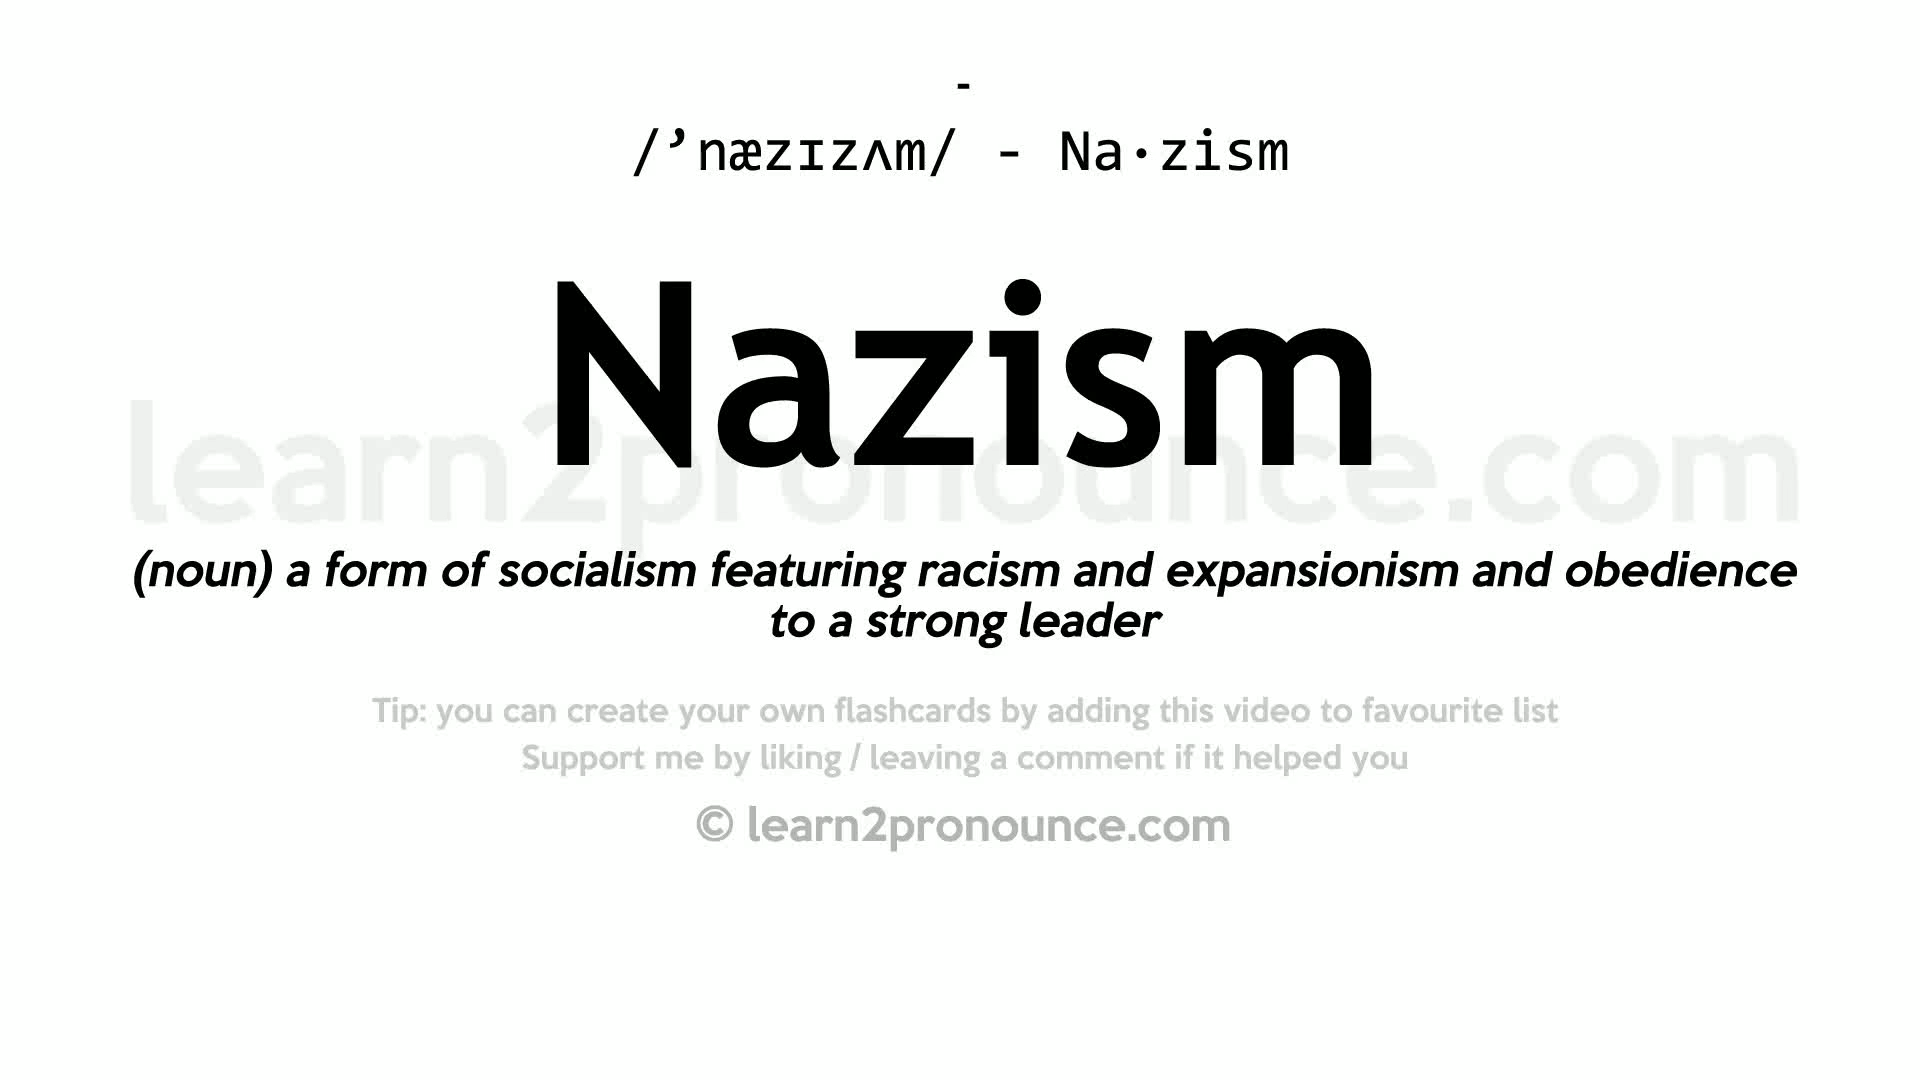 -
/’næzɪzʌm/ - Na·zism
Nazism
learn2pronounce.com
(noun) a form of socialism featuring racism and expansionism and obedience
to a strong leader
Tip: you can create your own flashcards by adding this video to favourite list
Support me by liking / leaving a comment if it helped you
© learn2pronounce.com